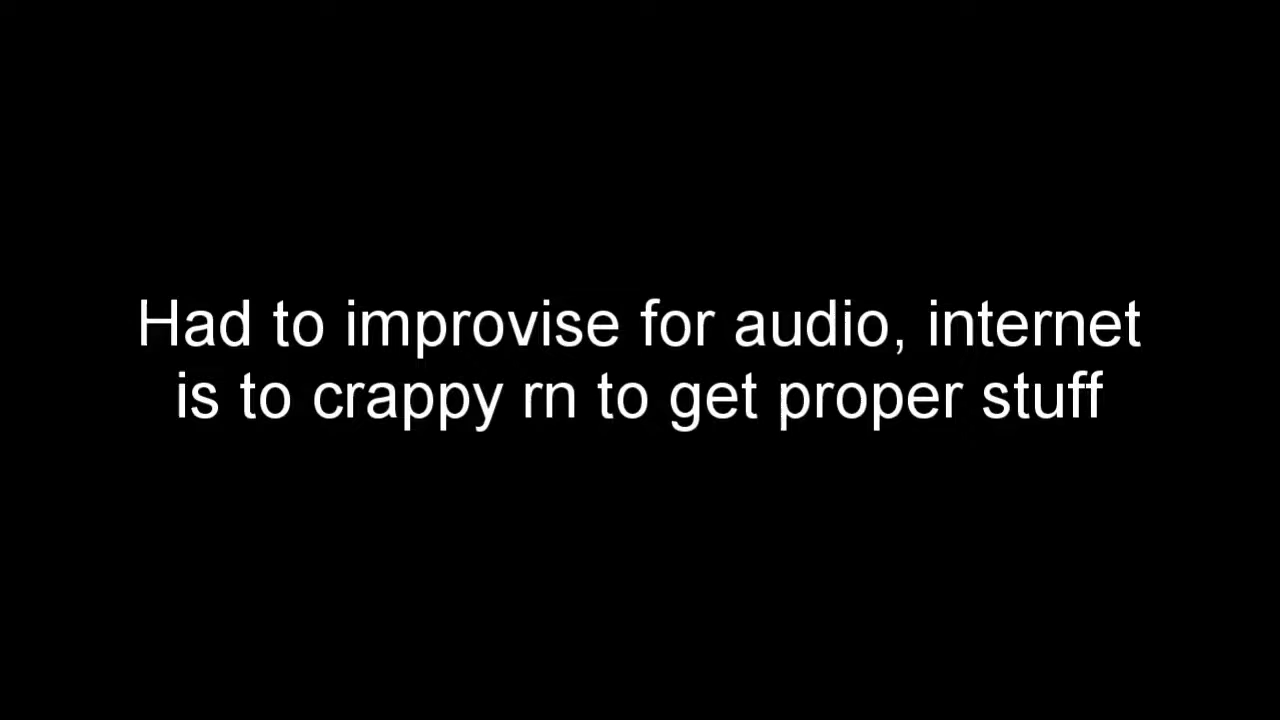 Had to improvise for audio, internet
is to crappy rn to get proper stuff